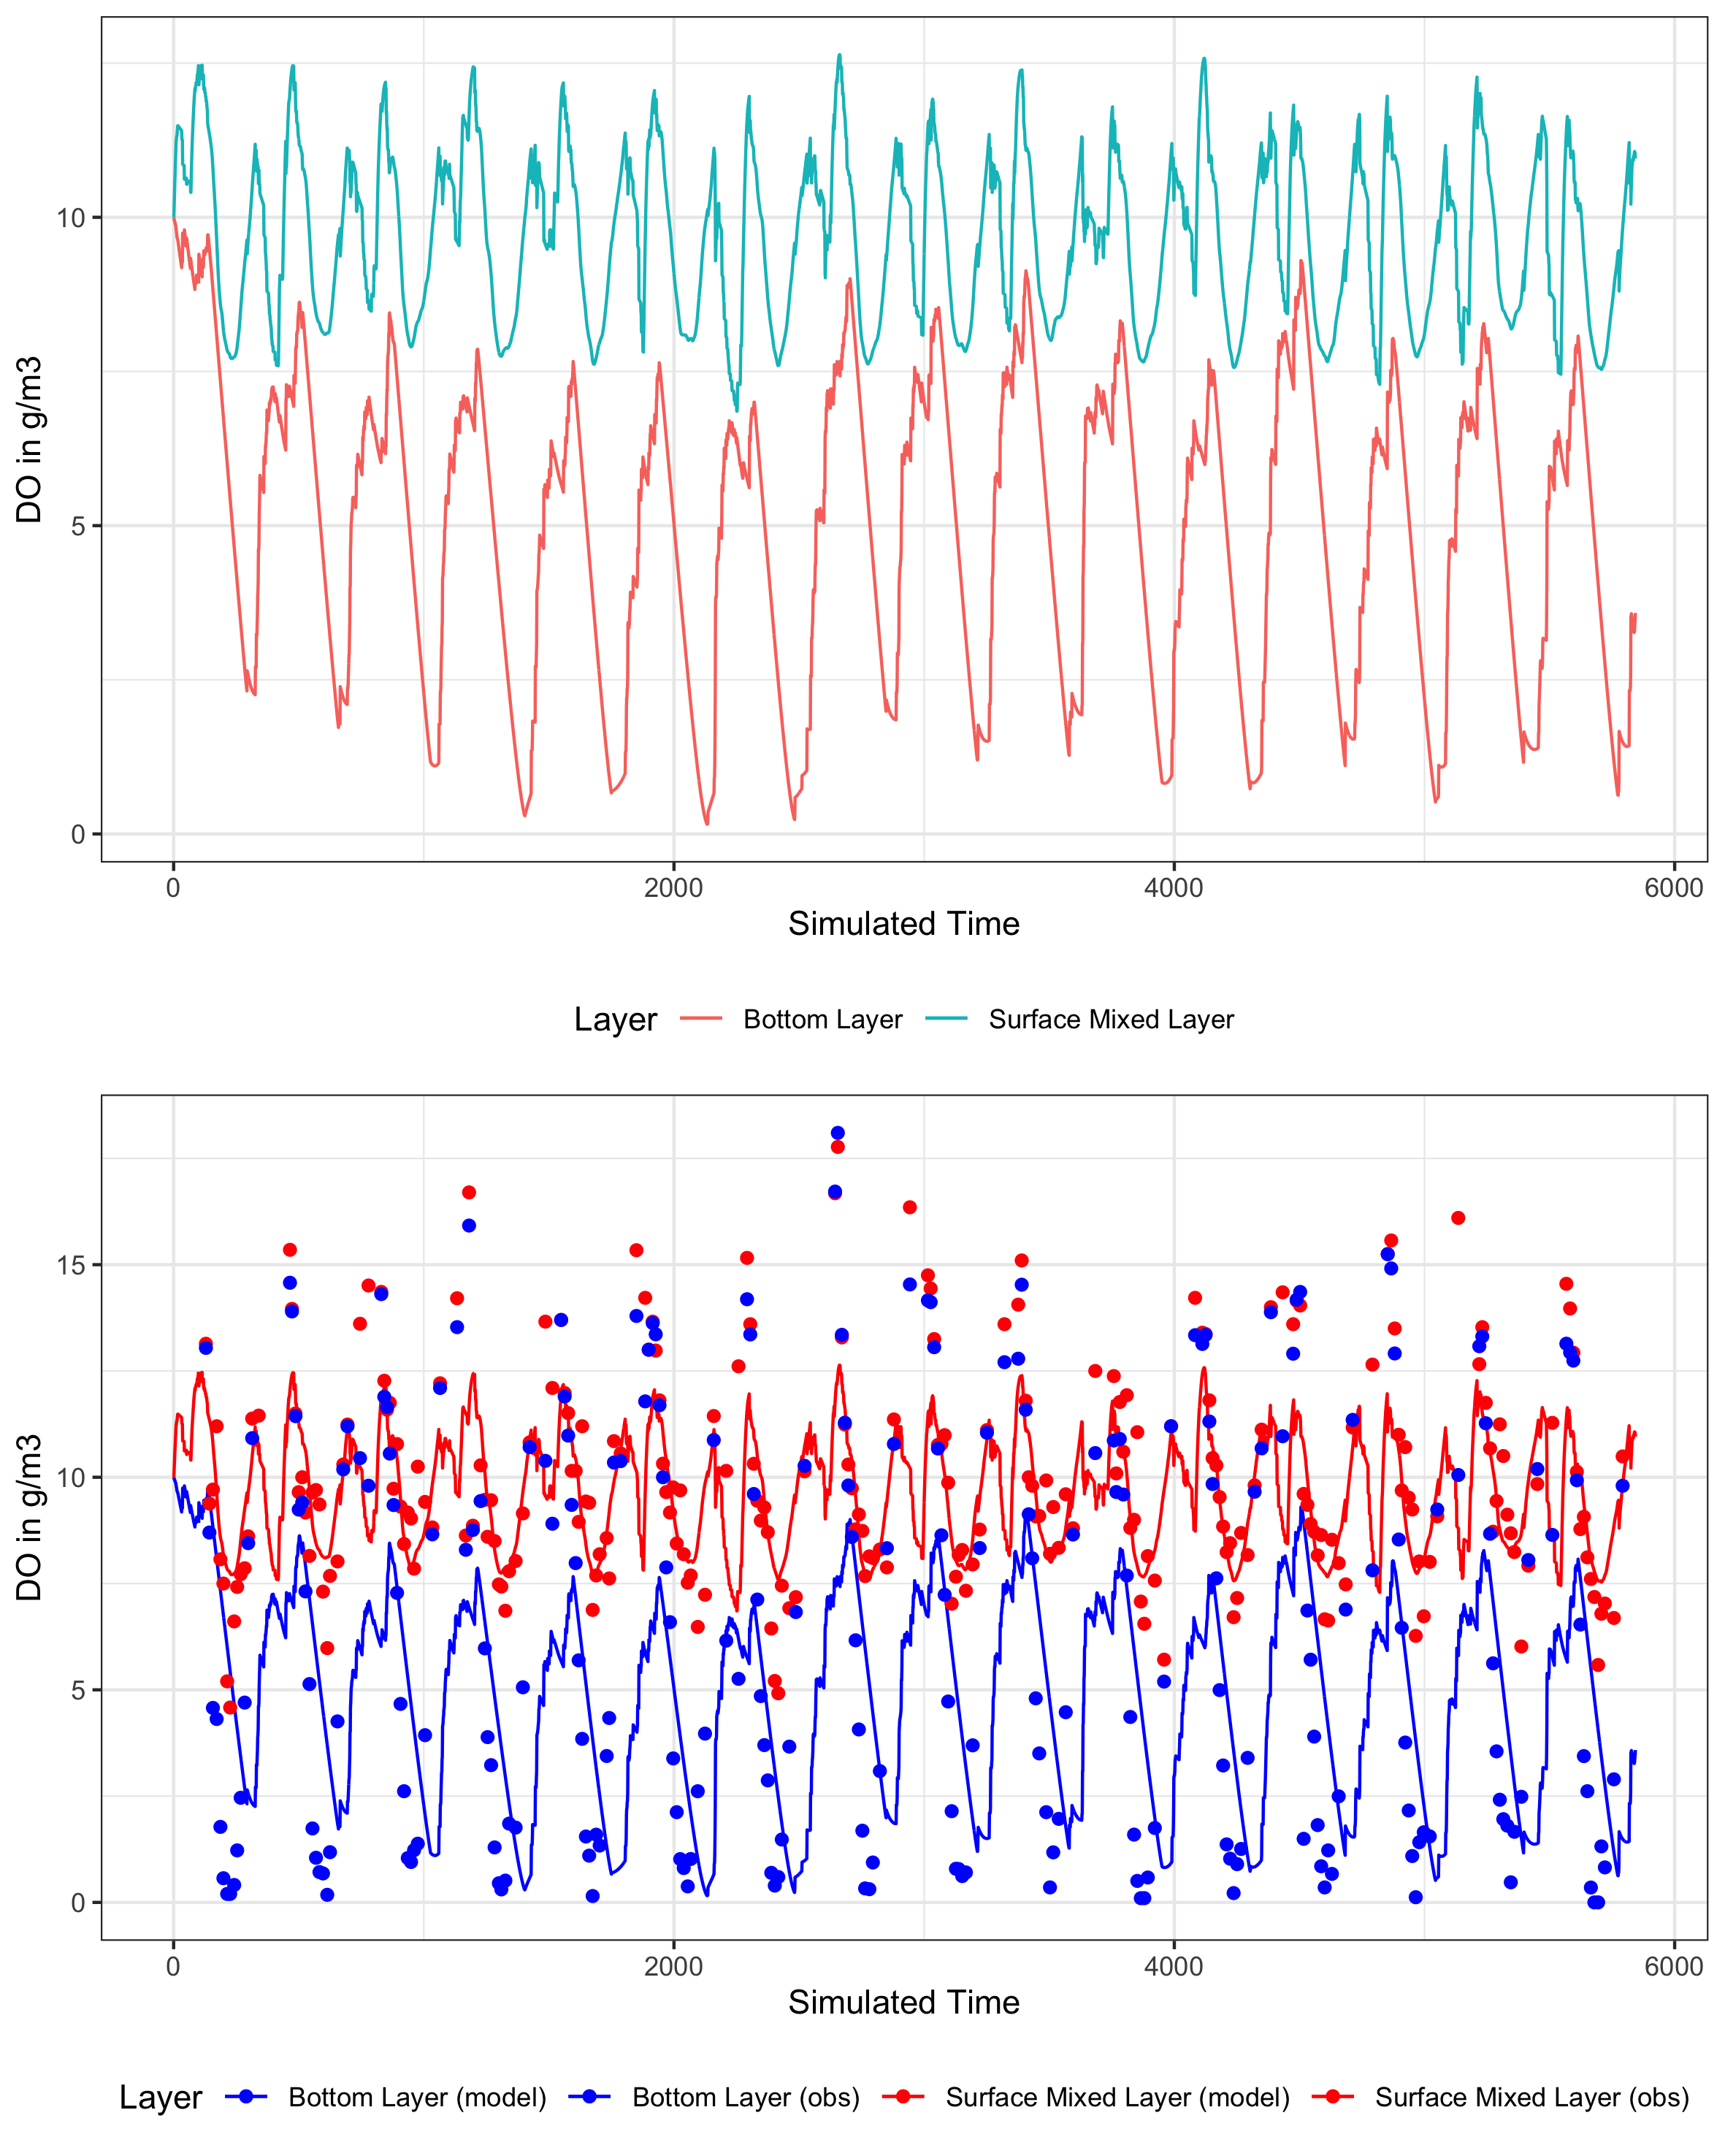 10
5
0
DO in g/m3
0 2000 4000 6000
Simulated Time
Layer Bottom Layer Surface Mixed Layer
15
10
5
0
DO in g/m3
0 2000 4000 6000
Simulated Time
Layer Bottom Layer (model) Bottom Layer (obs) Surface Mixed Layer (model) Surface Mixed Layer (obs)